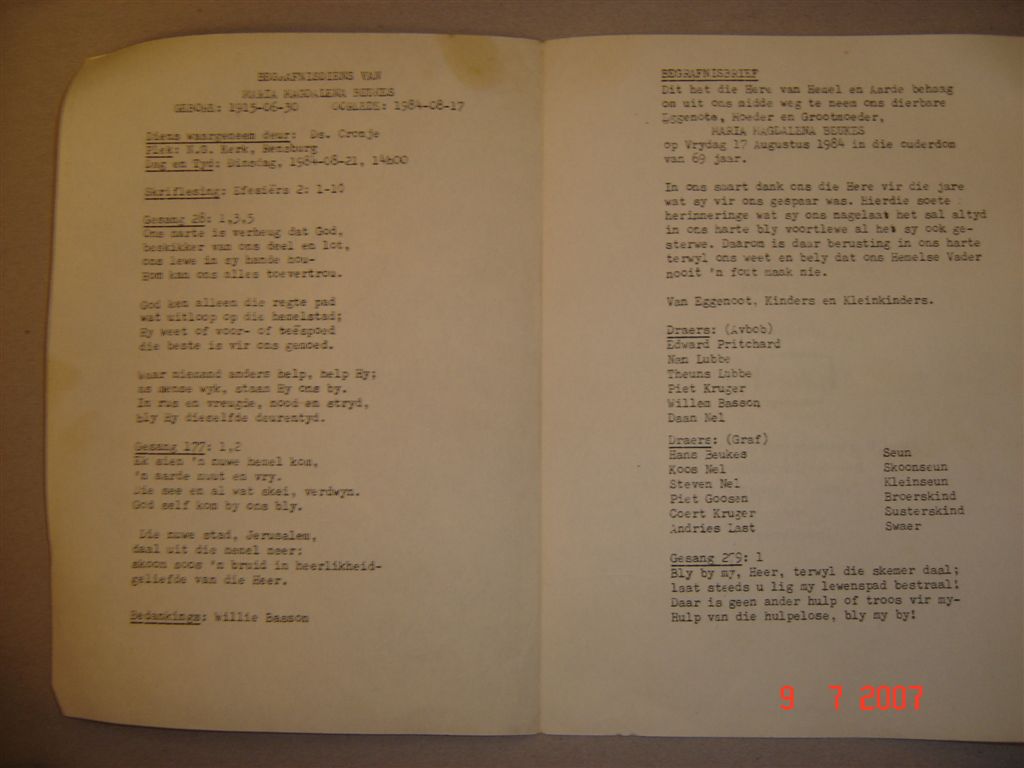 BEGRAFNISDIENS VAN
MARIA MAGDALENA BEUKES
GEBORE: 1915-06-30 OORLEDE: 1984-08-17
Diens waargeneem deur: Ds. Cronje
Plek: N.G. Kerk, Rensburg
Dag en Tyd: Dinsdag, 1984-08-21, 14h00
Skriflesing: Efesiërs 2: 1-10
Gesang 28: 1,3,5
Ons harte is verheug dat God,
beskikker van ons deel en lot,
ons lewe in sy hande hou-
Hom kan ons alles toevertrou.
God ken alleen die regte pad
wat uitloop op die hemelstad;
Hy weet of voor- of teëspoed
die beste is vir ons gemoed.
Waar niemand anders help, help Hy;
as mense wyk, staan Hy ons by.
In rus en vreugde, nood en stryd,
bly Hy dieselfde deurentyd.
Gesang 177: 1,2
Ek sien 'n nuwe hemel kom,
'n aarde nuut en vry.
Die see en al wat skei, verdwyn.
God self kom by ons bly.
Die nuwe stad, Jerusalem,
daal uit die hemel neer:
skoon soos 'n bruid in heerlikheid-
geliefde van die Heer.
Bedankings: Willie Basson
BEGRAFNISBRIEF
Dit het die Here van Hemel en Aarde behaag
om uit ons midde weg te neem ons dierbare
Eggenote, Moeder en Grootmoeder,
MARIA MAGDALENA BEUKES
op Vrydag 17 Augustus 1984 in die ouderdom
van 69 jaar.
In ons smart dank ons die Here vir die jare
wat sy vir ons gespaar was. Hierdie soete
herinneringe wat sy ons nagelaat het sal altyd
in ons harte bly voortlewe al het sy ook ge-
sterwe. Daarom is daar berusting in ons harte
terwyl ons weet en bely dat ons Hemelse Vader
nooit 'n fout maak nie.
Van Eggenoot, Kinders en Kleinkinders.
Draers: (Avbob)
Edward Pritchard
Nan Lubbe
Theuns Lubbe
Piet Kruger
Willem Basson
Daan Nel
Draers: (Graf)
Hans Beukes Seun
Koos Nel Skoonseun
Steven Nel Kleinseun
Piet Goosen Broerskind
Coert Kruger Susterskind
Andries Last Swaer
Gesang 279: 1
Bly by my, Heer, terwyl die skemer daal;
laat steeds u lig my lewenspad bestraal!
Daar is geen ander hulp of troos vir my-
Hulp van die hulpelose, bly my by!
9 7 2007